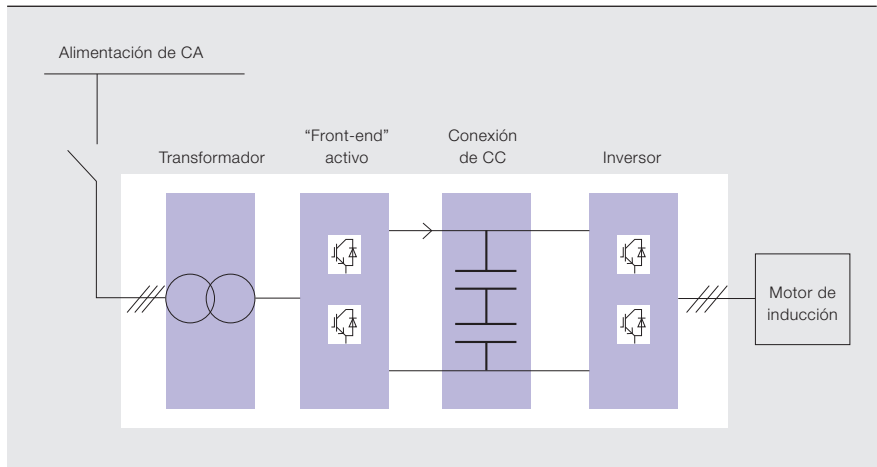 Alimentación de CA
Transformador
“Front-end”
activo
Conexión
de CC
Inversor
Motor de
inducción